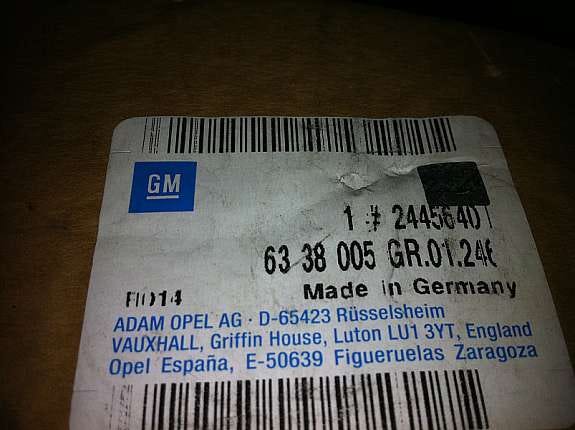 GM
1 # 24456401
63 38 005 GR.01.246
Made in Germany
ADAM OPEL AG · D-65423 Rüsselsheim
VAUXHALL, Griffin House, Luton LU1 3YT, England
Opel España, E-50639 Figueruelas Zaragoza